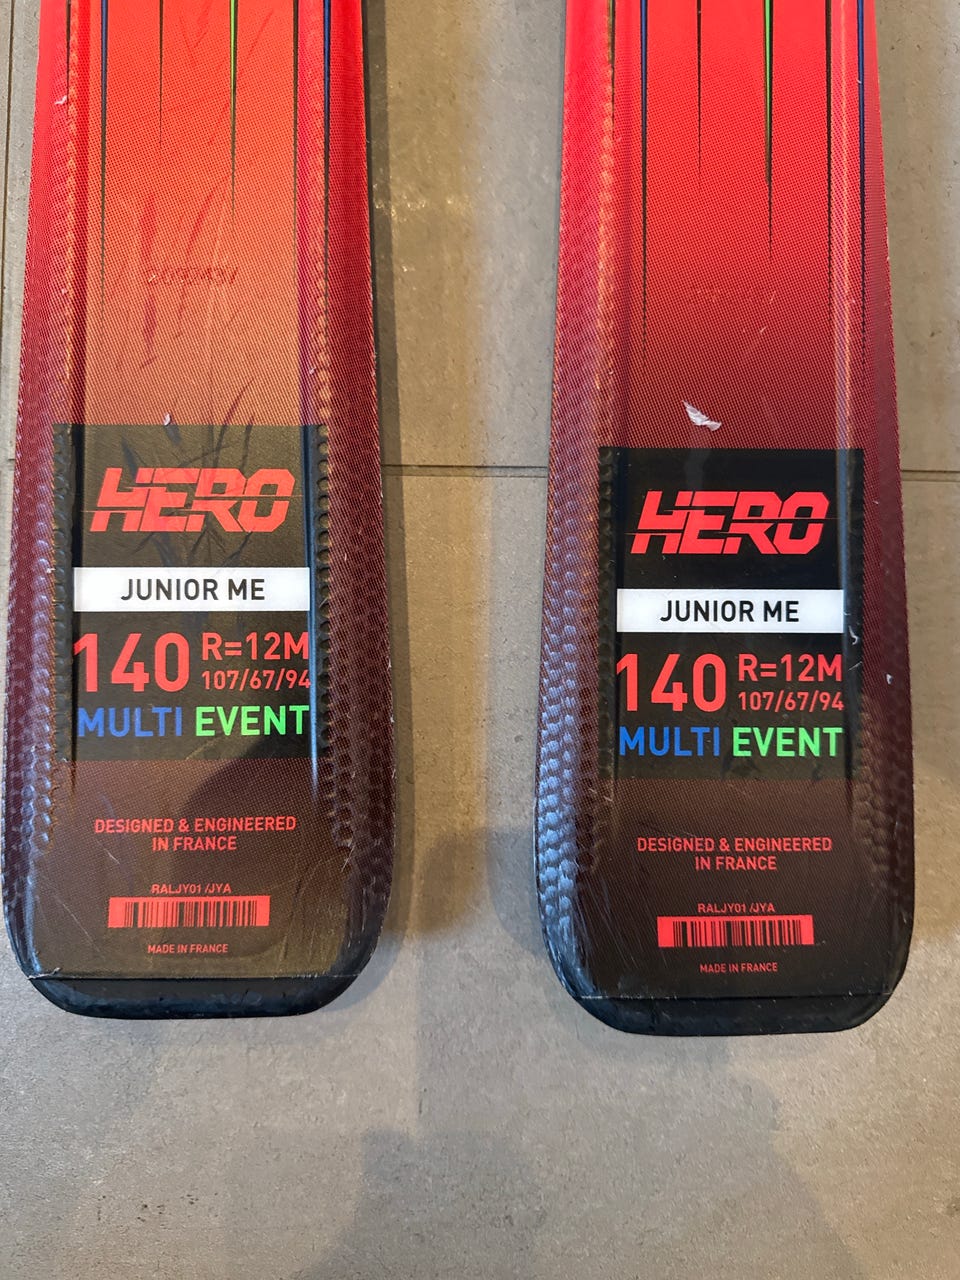 HERO
JUNIOR ME
140 R=12M
107/67/94
MULTI EVENT
DESIGNED & ENGINEERED
IN FRANCE
RALJY01 /JYA
MADE IN FRANCE
HERO
JUNIOR ME
140 R=12M
107/67/94
MULTI EVENT
DESIGNED & ENGINEERED
IN FRANCE
RALJY01 /JYA
MADE IN FRANCE